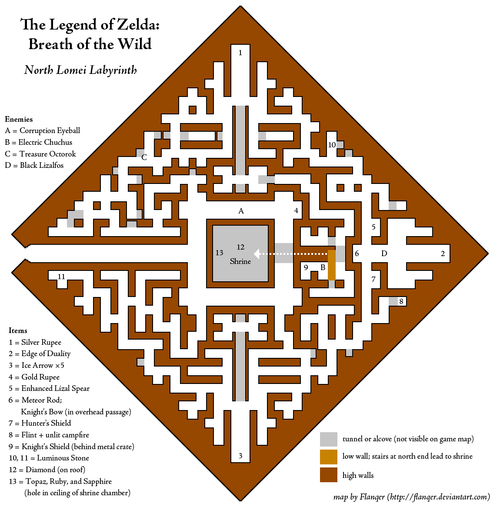 The Legend of Zelda:
Breath of the Wild
North Lomei Labyrinth
Enemies
A = Corruption Eyeball
B = Electric Chuchus
C = Treasure Octorok
D = Black Lizalfos
1
10
C
A
4
5
13
12
Shrine
9
B
6
D
2
7
11
8
3
Items
1 = Silver Rupee
2 = Edge of Duality
3 = Ice Arrow ×5
4 = Gold Rupee
5 = Enhanced Lizal Spear
6 = Meteor Rod;
Knight's Bow (in overhead passage)
7 = Hunter's Shield
8 = Flint + unlit campfire
9 = Knight's Shield (behind metal crate)
10, 11 = Luminous Stone
12 = Diamond (on roof)
13 = Topaz, Ruby, and Sapphire
(hole in ceiling of shrine chamber)
tunnel or alcove (not visible on game map)
low wall; stairs at north end lead to shrine
high walls
map by Flanqer (http://flanqer.deviantart.com)